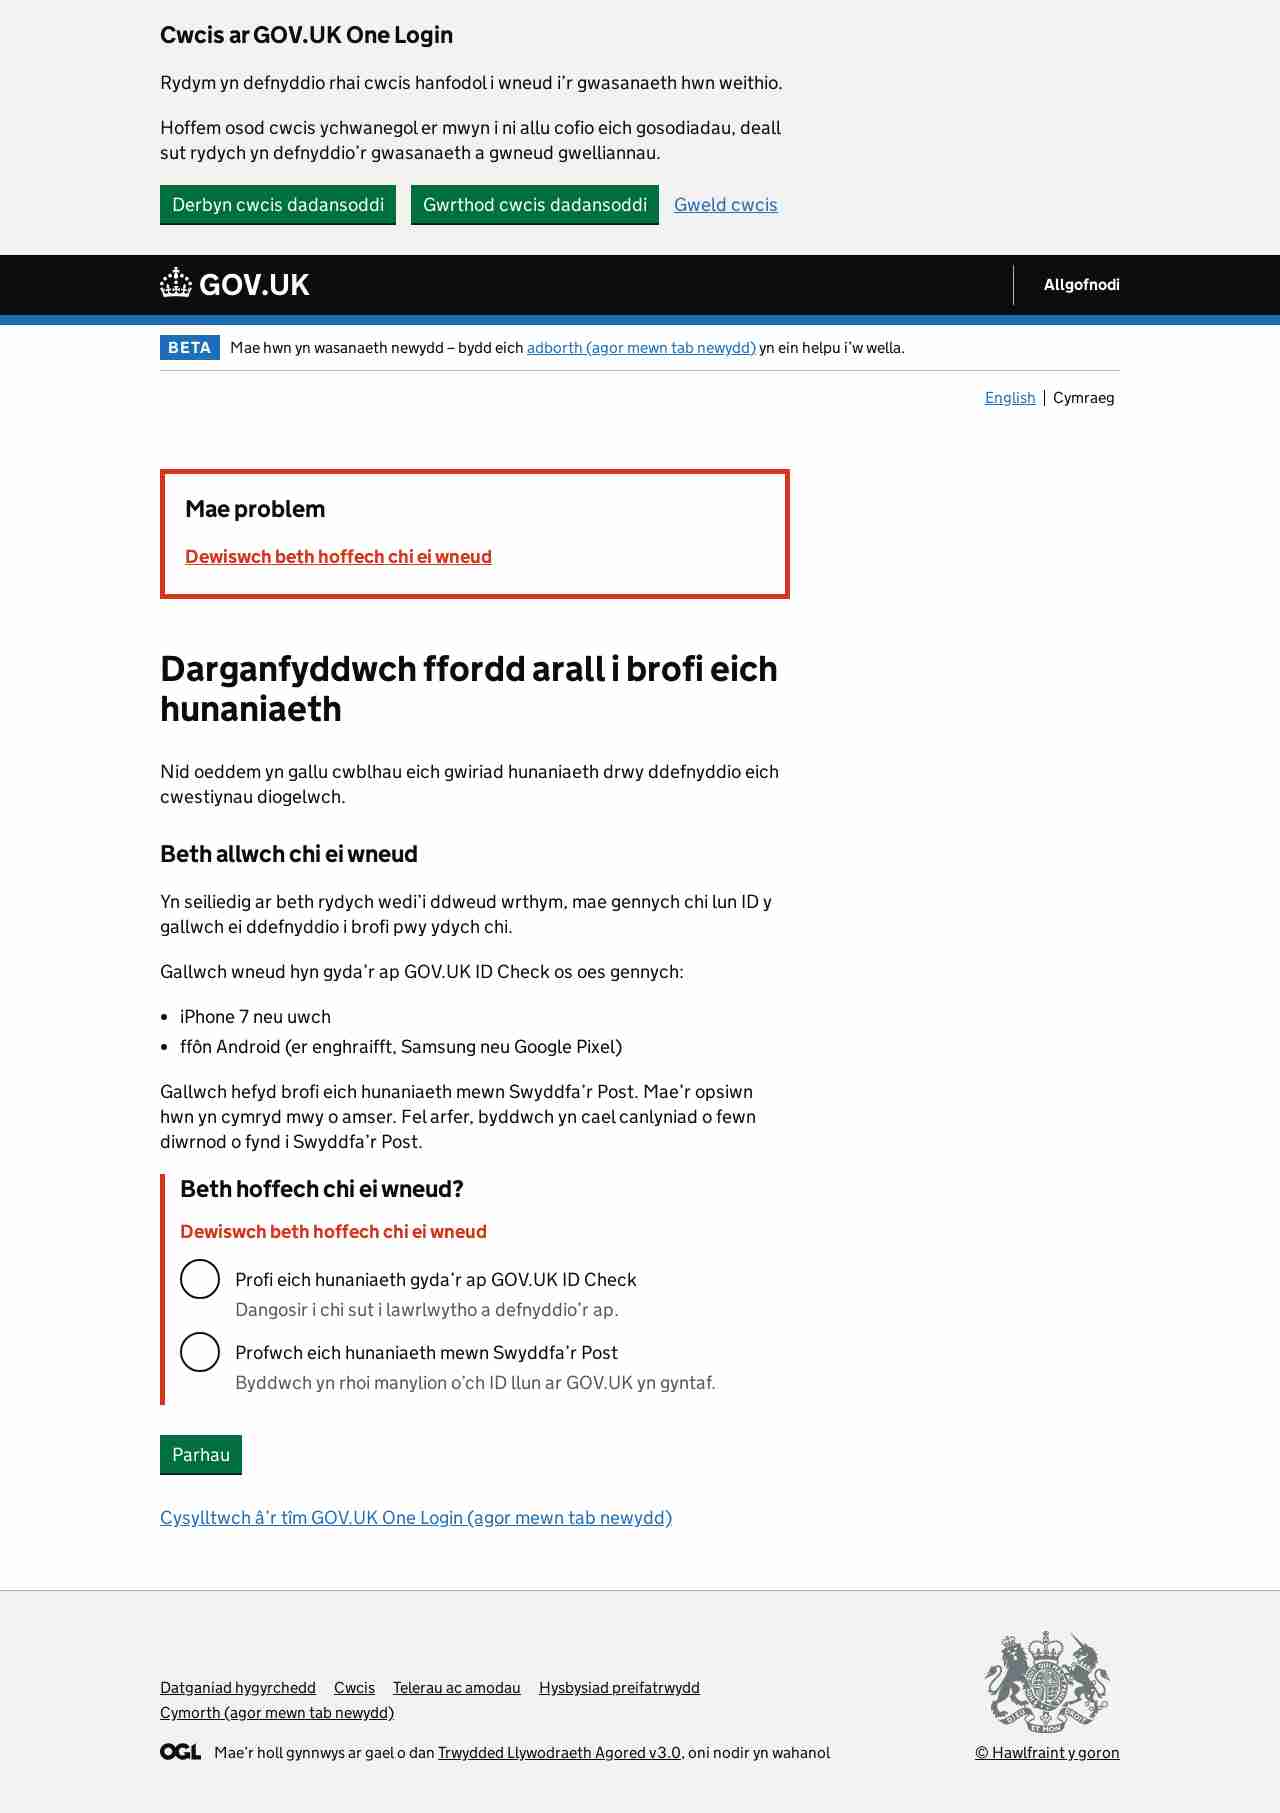 Cwcis ar GOV.UK One Login
Rydym yn defnyddio rhai cwcis hanfodol i wneud i’r gwasanaeth hwn weithio.
Hoffem osod cwcis ychwanegol er mwyn i ni allu cofio eich gosodiadau, deall
sut rydych yn defnyddio’r gwasanaeth a gwneud gwelliannau.
Derbyn cwcis dadansoddi Gwrthod cwcis dadansoddi Gweld cwcis
GOV.UK Allgofnodi
BETA Mae hwn yn wasanaeth newydd – bydd eich adborth (agor mewn tab newydd) yn ein helpu i’w wella.
English Cymraeg
Mae problem
Dewiswch beth hoffech chi ei wneud
Darganfyddwch ffordd arall i brofi eich
hunaniaeth
Nid oeddem yn gallu cwblhau eich gwiriad hunaniaeth drwy ddefnyddio eich
cwestiynau diogelwch.
Beth allwch chi ei wneud
Yn seiliedig ar beth rydych wedi’i ddweud wrthym, mae gennych chi lun ID y
gallwch ei ddefnyddio i brofi pwy ydych chi.
Gallwch wneud hyn gyda’r ap GOV.UK ID Check os oes gennych:
• iPhone 7 neu uwch
• ffôn Android (er enghraifft, Samsung neu Google Pixel)
Gallwch hefyd brofi eich hunaniaeth mewn Swyddfa’r Post. Mae’r opsiwn
hwn yn cymryd mwy o amser. Fel arfer, byddwch yn cael canlyniad o fewn
diwrnod o fynd i Swyddfa’r Post.
Beth hoffech chi ei wneud?
Dewiswch beth hoffech chi ei wneud
Profi eich hunaniaeth gyda’r ap GOV.UK ID Check
Dangosir i chi sut i lawrlwytho a defnyddio’r ap.
Profwch eich hunaniaeth mewn Swyddfa’r Post
Byddwch yn rhoi manylion o’ch ID llun ar GOV.UK yn gyntaf.
Parhau
Cysylltwch â’r tîm GOV.UK One Login (agor mewn tab newydd)
Datganiad hygyrchedd Cwcis Telerau ac amodau Hysbysiad preifatrwydd
Cymorth (agor mewn tab newydd)
OGL Mae'r holl gynnwys ar gael o dan Trwydded Llywodraeth Agored v3.0, oni nodir yn wahanol
© Hawlfraint y goron